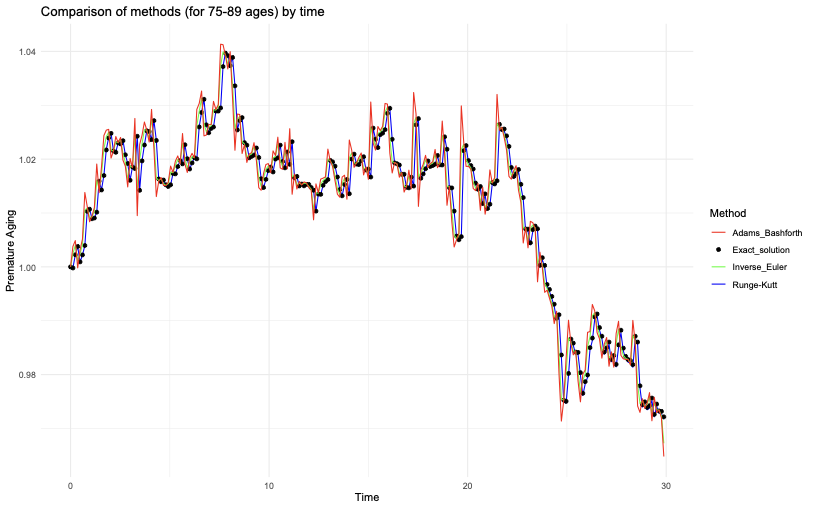 Comparison of methods (for 75-89 ages) by time
1.04
1.02
1.00
0.98
Premature Aging
0
10
20
30
Time
Method
Adams_Bashforth
Exact_solution
Inverse_Euler
Runge-Kutt